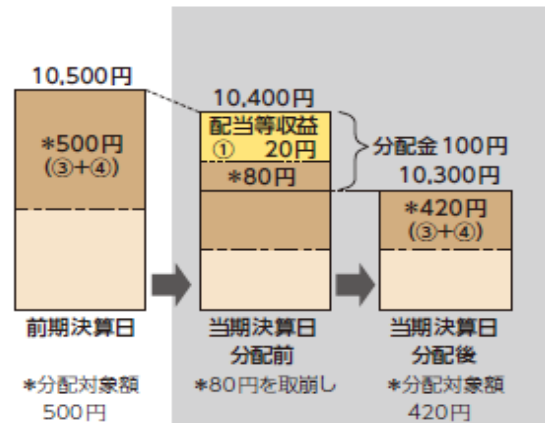 10,500円
*500円
(③+④)
前期決算日
*分配対象額
500円
10,400円
配当等収益
① 20円
*80円
当期決算日
分配前
*80円を取崩し
分配金100円
10,300円
*420円
(③+④)
当期決算日
分配後
*分配対象額
420円